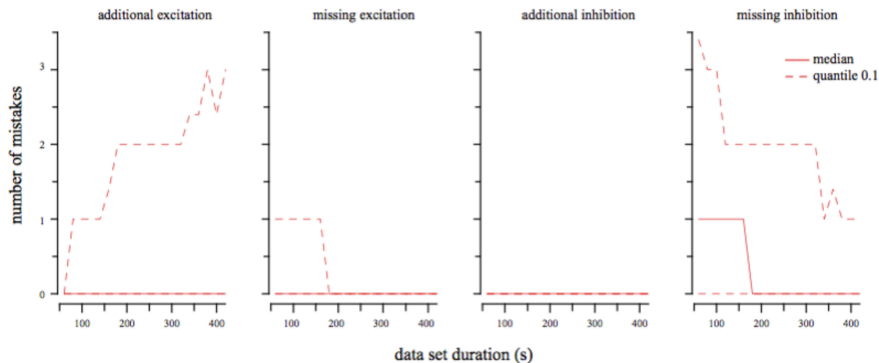 additional excitation
missing excitation
additional inhibition
missing inhibition
median
quantile 0.1
number of mistakes
3
2
1
0
100 200 300 400
100 200 300 400
100 200 300 400
100 200 300 400
data set duration (s)